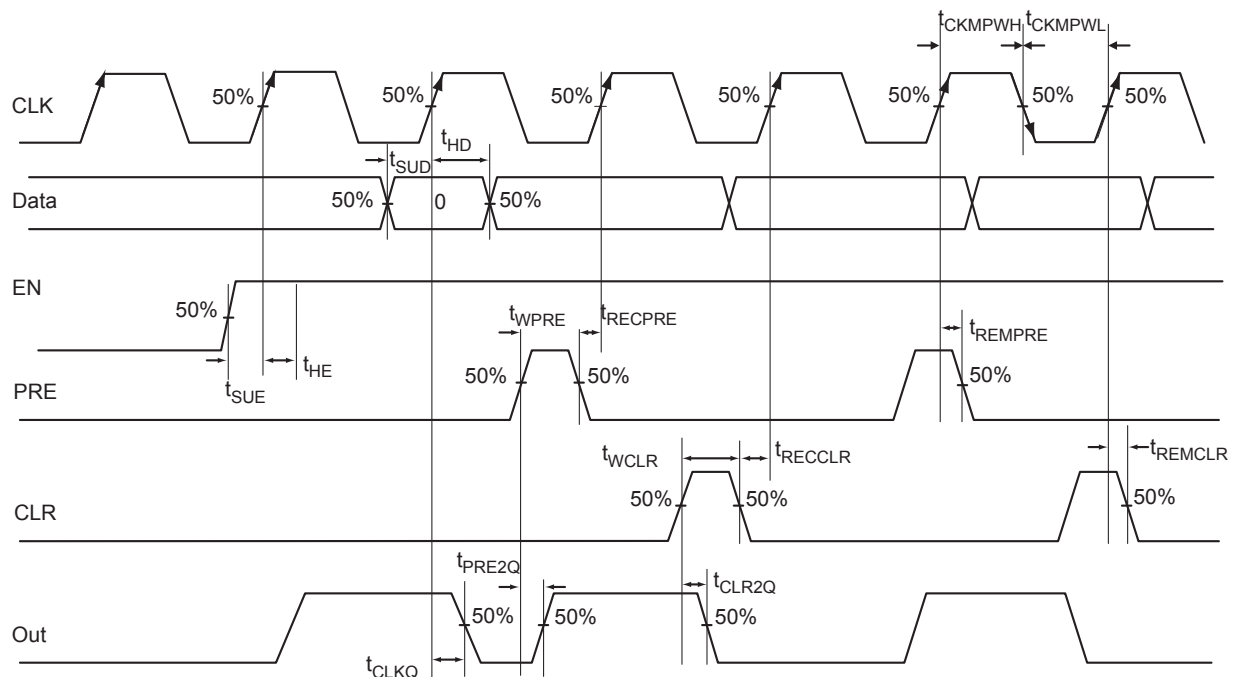 tCKMPWH tCKMPWL
CLK 50% 50% 50% 50% 50% 50% 50%
tSUD tHD
Data 50% 0 50%
EN
50%
tSUE tHE
tWPRE tRECPRE tREMPRE
PRE 50% 50% 50%
tWCLR tRECCLR tREMCLR
CLR 50% 50% 50%
tPRE2Q tCLR2Q
Out 50% 50% 50%
tCLKQ